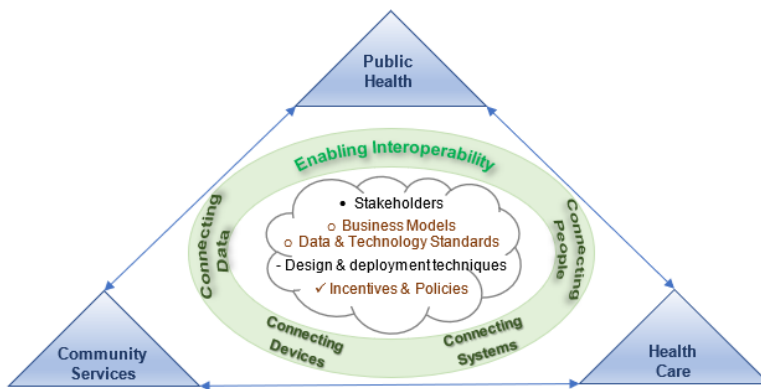 Public
Health
Enabling Interoperability
Connecting
Data
Connecting
People
• Stakeholders
o Business Models
o Data & Technology Standards
- Design & deployment techniques
✓ Incentives & Policies
Connecting
Devices
Connecting
Systems
Community
Services
Health
Care